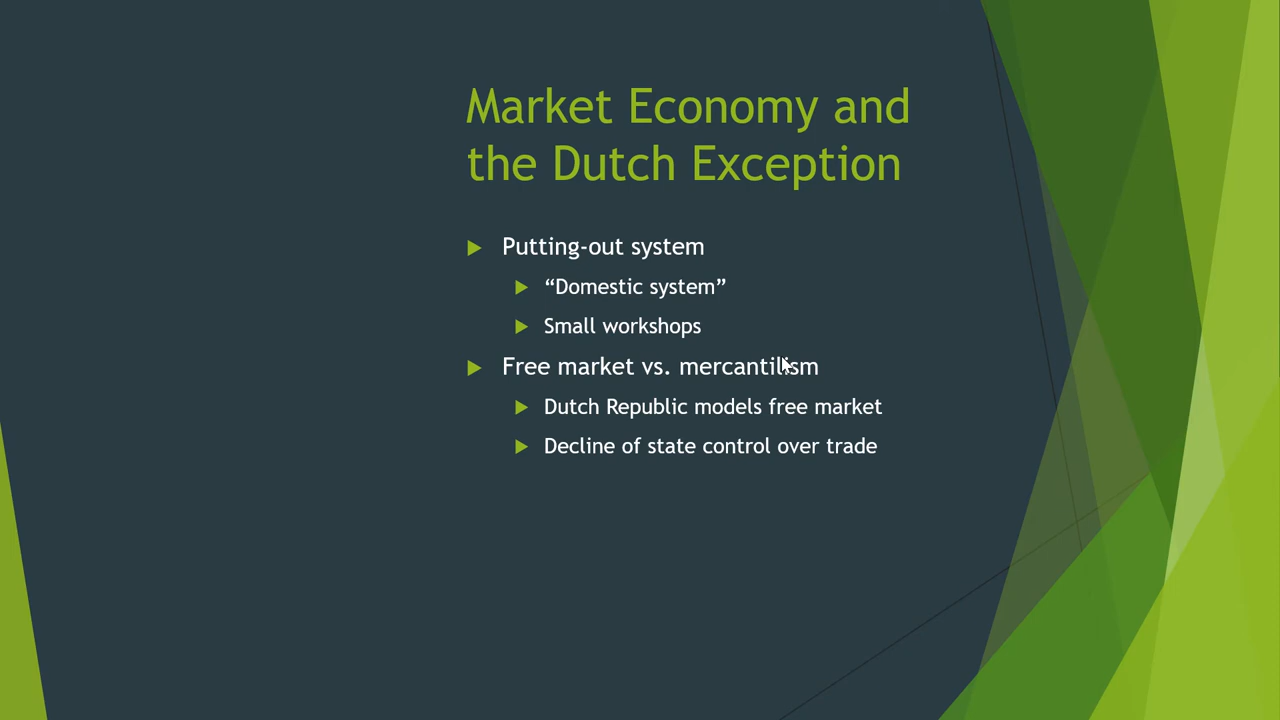 Market Economy and
the Dutch Exception
Putting-out system
“Domestic system”
Small workshops
Free market vs. mercantilism
Dutch Republic models free market
Decline of state control over trade